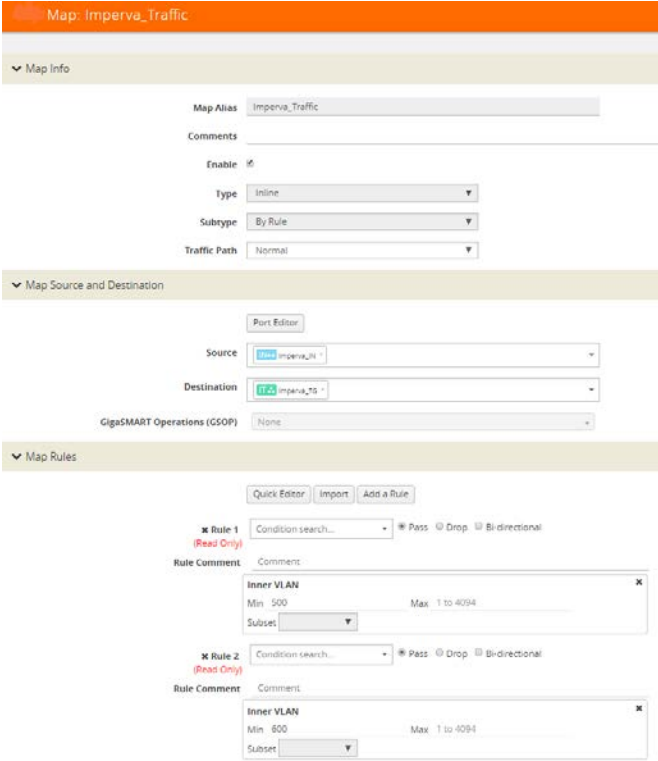 Map: Imperva_Traffic
Map Info
Map Alias Imperva_Traffic
Comments
Enable
Type Inline
Subtype By Rule
Traffic Path Normal
Map Source and Destination
Port Editor
Source Imperva_IN
Destination IT Imperva_TG
GigaSMART Operations (GSOP) None
Map Rules
Quick Editor Import Add a Rule
x Rule 1 Condition search... Pass Drop Bi-directional
(Read Only)
Rule Comment Comment
Inner VLAN x
Min 500 Max 1 to 4094
Subset
x Rule 2 Condition search... Pass Drop Bi-directional
(Read Only)
Rule Comment Comment
Inner VLAN x
Min 600 Max 1 to 4094
Subset